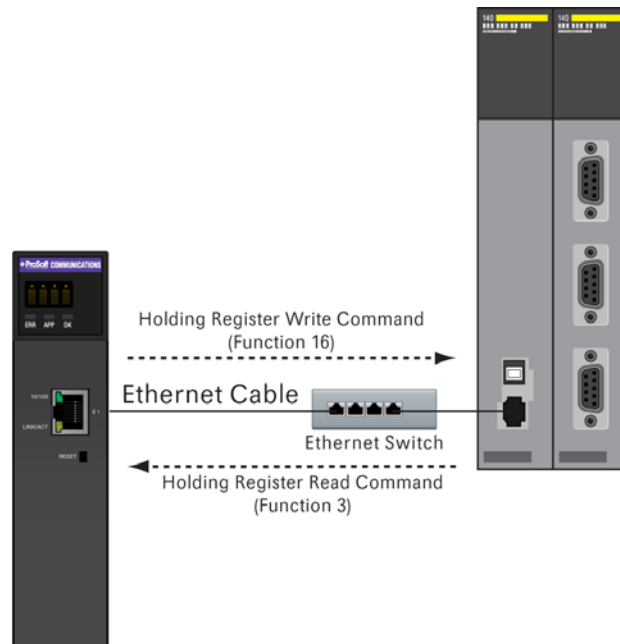 140
140
ProSoft COMMUNICATIONS
ERR APP OK
Holding Register Write Command
(Function 16)
10/100
E 1
LINK/ACT
RESET
Ethernet Cable
Ethernet Switch
Holding Register Read Command
(Function 3)